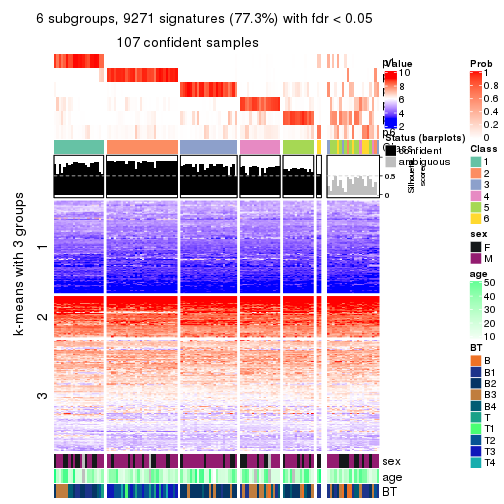 6 subgroups, 9271 signatures (77.3%) with fdr < 0.05
107 confident samples
k-means with 3 groups
1
2
3
Value
10
8
6
4
2
Status (barplots)
confident
ambiguous
0.5
0
Silhouette
score
sex
age
BT
Prob
1
0.8
0.6
0.4
0.2
0
Class
1
2
3
4
5
6
sex
F
M
age
50
40
30
20
10
BT
B
B1
B2
B3
B4
T
T1
T2
T3
T4